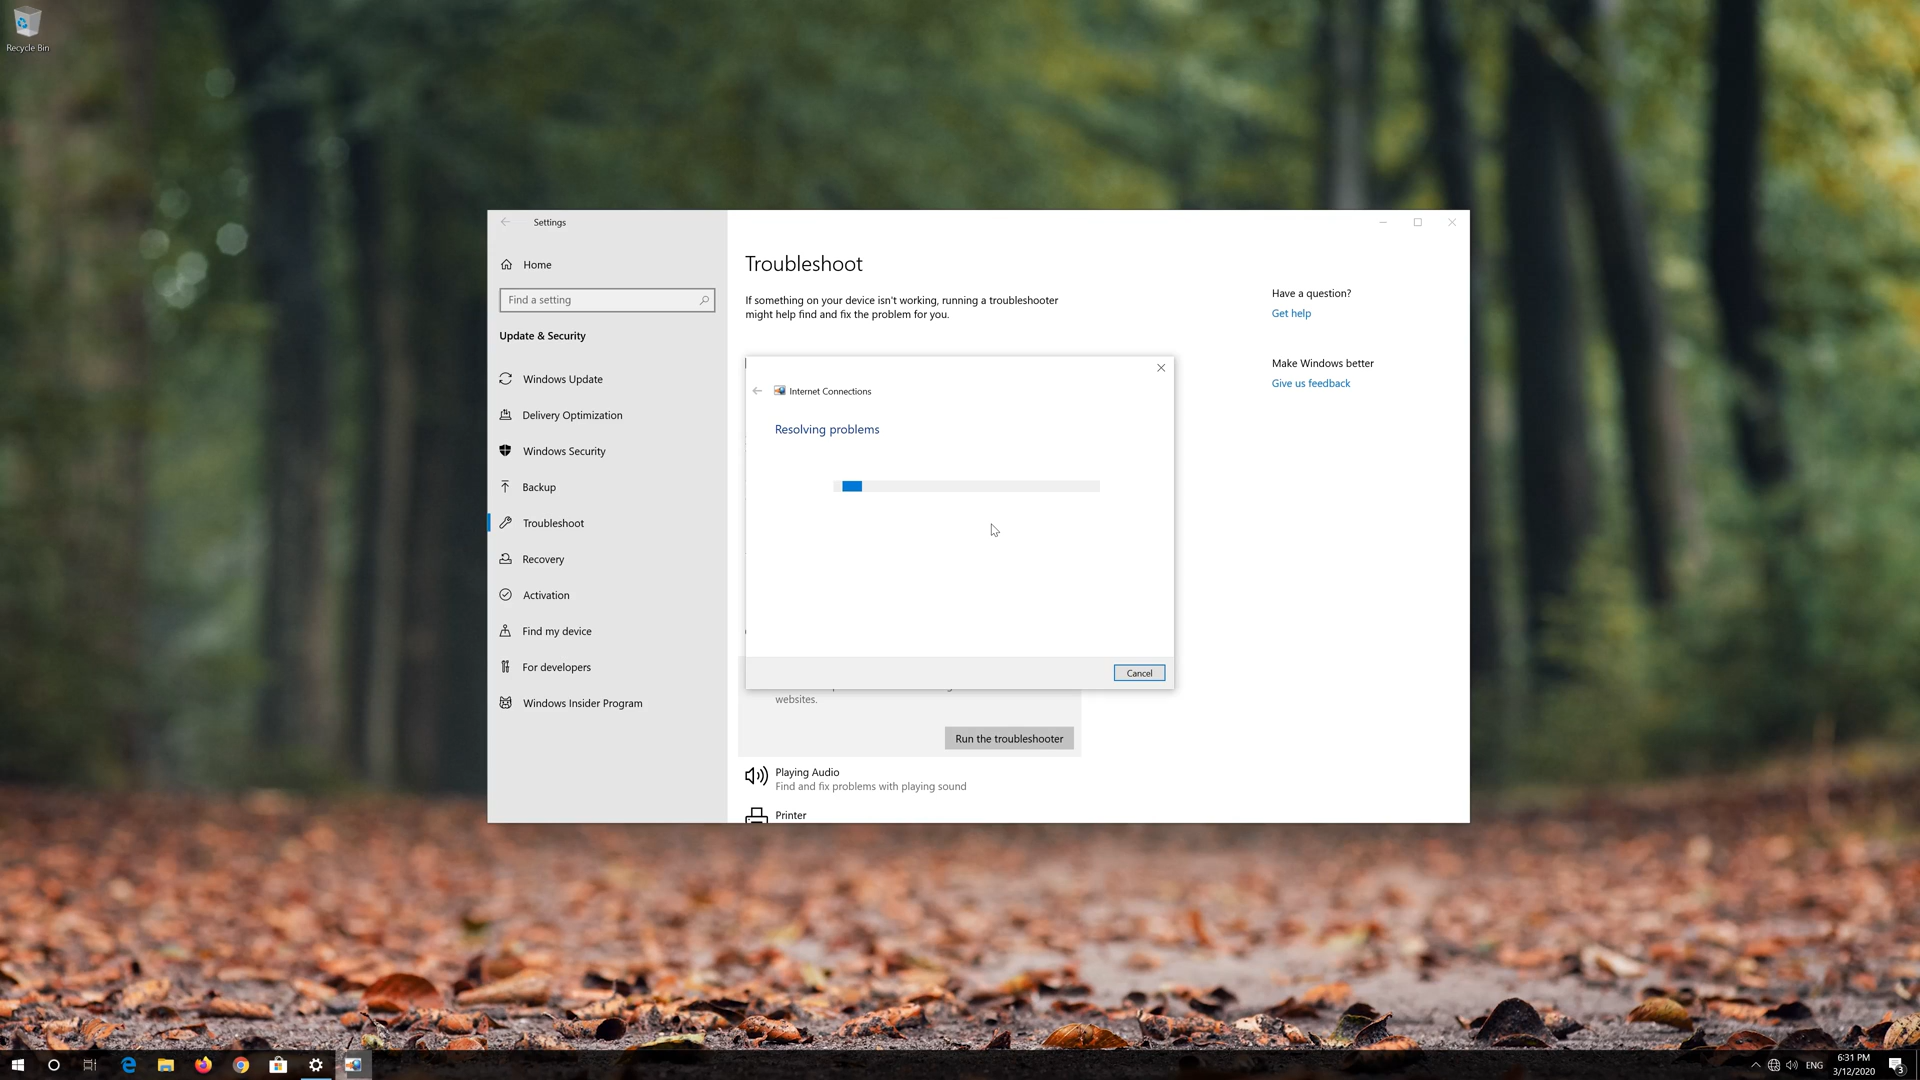 Recycle Bin
Settings
Home
Find a setting
Update & Security
Windows Update
Delivery Optimization
Windows Security
Backup
Troubleshoot
Recovery
Activation
Find my device
For developers
Windows Insider Program
Troubleshoot
If something on your device isn't working, running a troubleshooter
might help find and fix the problem for you.
Have a question?
Get help
Make Windows better
Give us feedback
Internet Connections
Resolving problems
Cancel
websites.
Run the troubleshooter
Playing Audio
Find and fix problems with playing sound
Printer
ENG
6:31 PM
3/12/2020
3